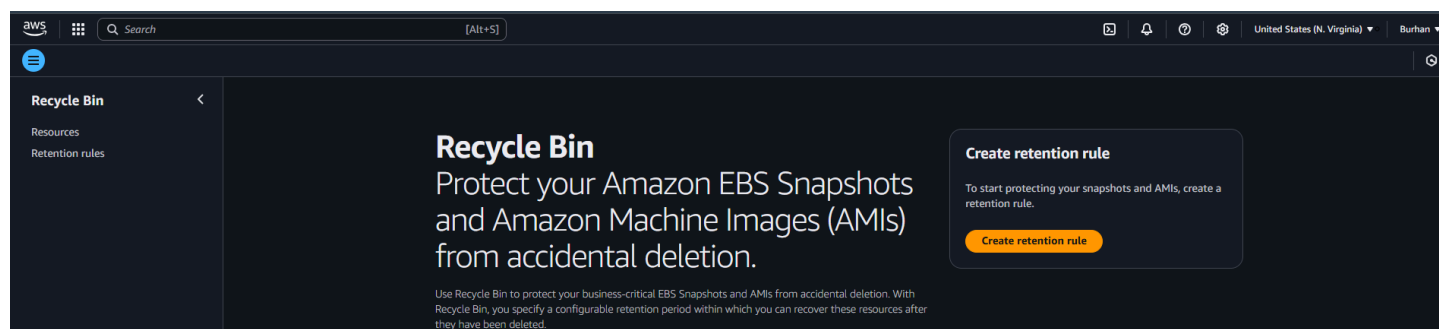 aws
Search
[Alt+S]
United States (N. Virginia)
Burhan
Recycle Bin
Resources
Retention rules
Recycle Bin
Protect your Amazon EBS Snapshots
and Amazon Machine Images (AMIs)
from accidental deletion.
Use Recycle Bin to protect your business-critical EBS Snapshots and AMIs from accidental deletion. With
Recycle Bin, you specify a configurable retention period within which you can recover these resources after
they have been deleted.
Create retention rule
To start protecting your snapshots and AMIs, create a
retention rule.
Create retention rule